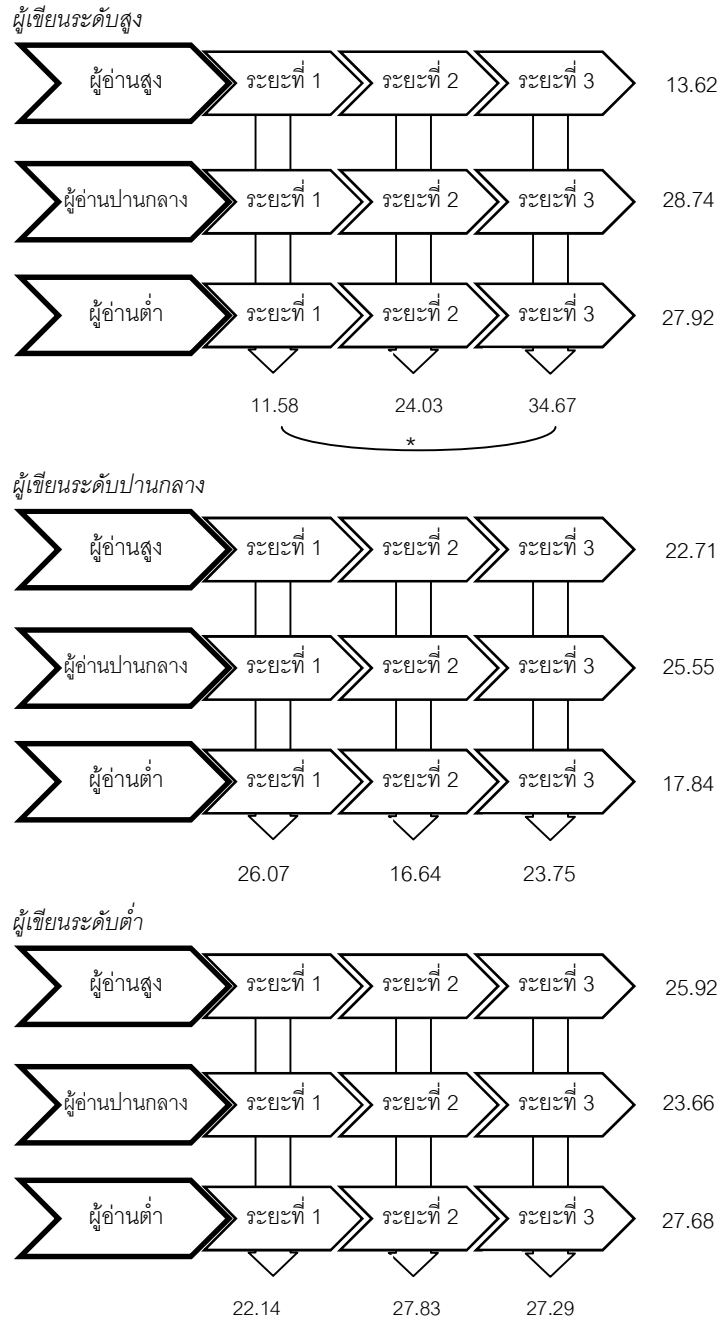 ผู้เขียนระดับสูง
ผู้อ่านสูง ระยะที่ 1 ระยะที่ 2 ระยะที่ 3 13.62
ผู้อ่านปานกลาง ระยะที่ 1 ระยะที่ 2 ระยะที่ 3 28.74
ผู้อ่านต่ำ ระยะที่ 1 ระยะที่ 2 ระยะที่ 3 27.92
11.58 24.03 34.67
*
ผู้เขียนระดับปานกลาง
ผู้อ่านสูง ระยะที่ 1 ระยะที่ 2 ระยะที่ 3 22.71
ผู้อ่านปานกลาง ระยะที่ 1 ระยะที่ 2 ระยะที่ 3 25.55
ผู้อ่านต่ำ ระยะที่ 1 ระยะที่ 2 ระยะที่ 3 17.84
26.07 16.64 23.75
ผู้เขียนระดับต่ำ
ผู้อ่านสูง ระยะที่ 1 ระยะที่ 2 ระยะที่ 3 25.92
ผู้อ่านปานกลาง ระยะที่ 1 ระยะที่ 2 ระยะที่ 3 23.66
ผู้อ่านต่ำ ระยะที่ 1 ระยะที่ 2 ระยะที่ 3 27.68
22.14 27.83 27.29